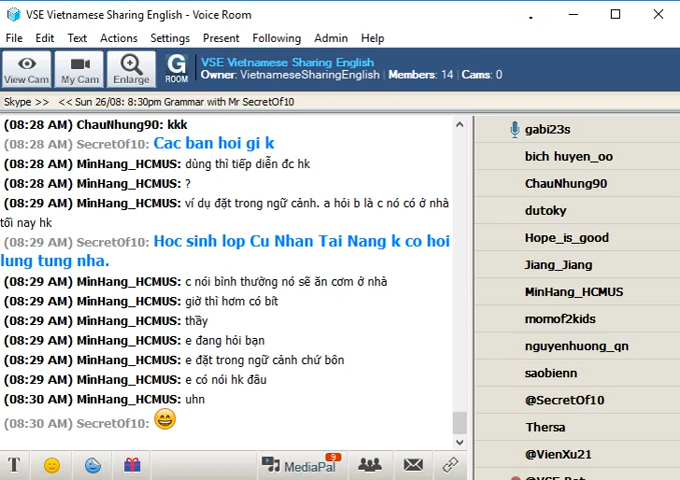 VSE Vietnamese Sharing English - Voice Room
File Edit Text Actions Settings Present Following Admin Install Help
View Cam
My Cam
Enlarge
G
ROOM
VSE Vietnamese Sharing English
Owner: VietnameseSharingEnglish | Members: 14 | Cams: 0
Skype >> << Sun 26/08: 8:30pm Grammar with Mr SecretOf10
(08:28 AM) ChauNhung90: kkk
(08:28 AM) SecretOf10: Cac ban hoi gi k
(08:28 AM) MinHang_HCMUS: dùng thì tiếp diễn đc hk
(08:28 AM) MinHang_HCMUS: ?
(08:29 AM) MinHang_HCMUS: ví dụ đặt trong ngữ cảnh. a hỏi b là c nó có ở nhà
tối nay hk
(08:29 AM) SecretOf10: Hoc sinh lop Cu Nhan Tai Nang k co hoi
lung tung nha.
(08:29 AM) MinHang_HCMUS: c nói bình thường nó sẽ ăn cơm ở nhà
(08:29 AM) MinHang_HCMUS: giờ thì hơm có bít
(08:29 AM) MinHang_HCMUS: thầy
(08:29 AM) MinHang_HCMUS: e đang hỏi bạn
(08:29 AM) MinHang_HCMUS: e đặt trong ngữ cảnh chứ bôn
(08:29 AM) MinHang_HCMUS: e có nói hk đâu
(08:30 AM) MinHang_HCMUS: uhn
(08:30 AM) SecretOf10:
gabi23s
bich huyen_oo
ChauNhung90
dutoky
Hope_is_good
Jiang_Jiang
MinHang_HCMUS
momof2kids
nguyenhuong_qn
saobienn
@SecretOf10
Thersa
@VienXu21
@VSE-Bot
T
MediaPal
9